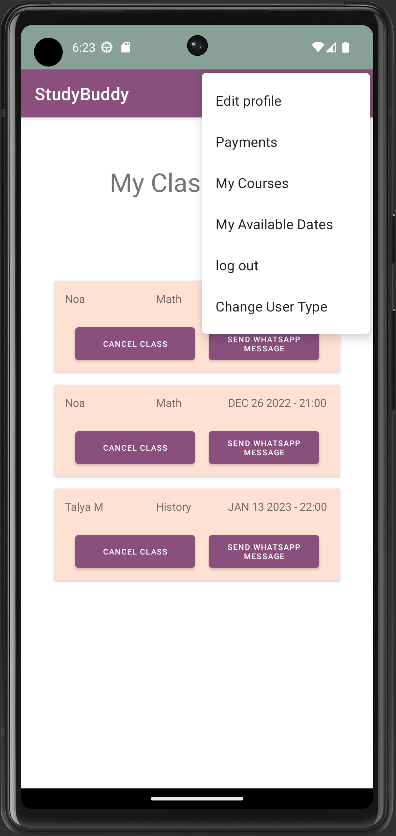 6:23
StudyBuddy
Edit profile
Payments
My Courses
My Available Dates
log out
Change User Type
My Clas
Noa Math
CANCEL CLASS
SEND WHATSAPP
MESSAGE
Noa Math DEC 26 2022 - 21:00
CANCEL CLASS
SEND WHATSAPP
MESSAGE
Talya M History JAN 13 2023 - 22:00
CANCEL CLASS
SEND WHATSAPP
MESSAGE